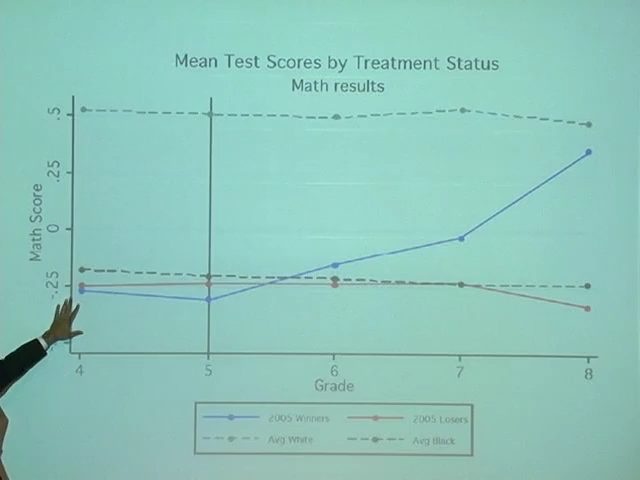 Mean Test Scores by Treatment Status
Math results
.5
.25
0
-.25
Math Score
4 5 6 7 8
Grade
2005 Winners 2005 Losers
Avg White Avg Black